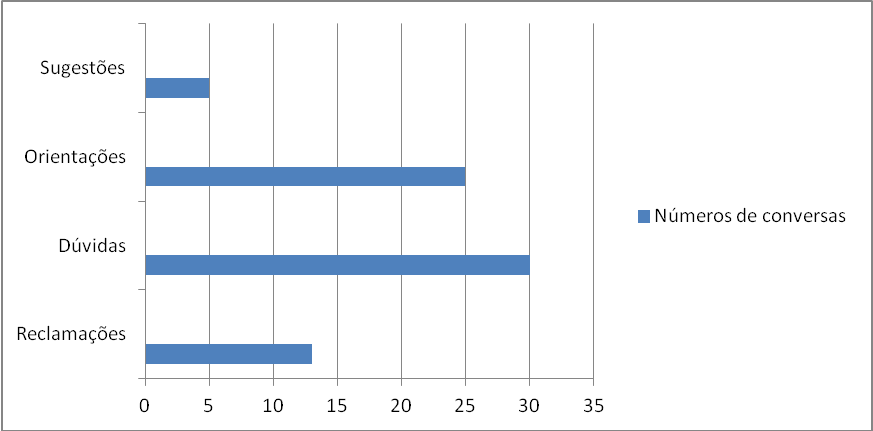 Sugestões
Orientações
Dúvidas
Reclamações
0 5 10 15 20 25 30 35
Números de conversas